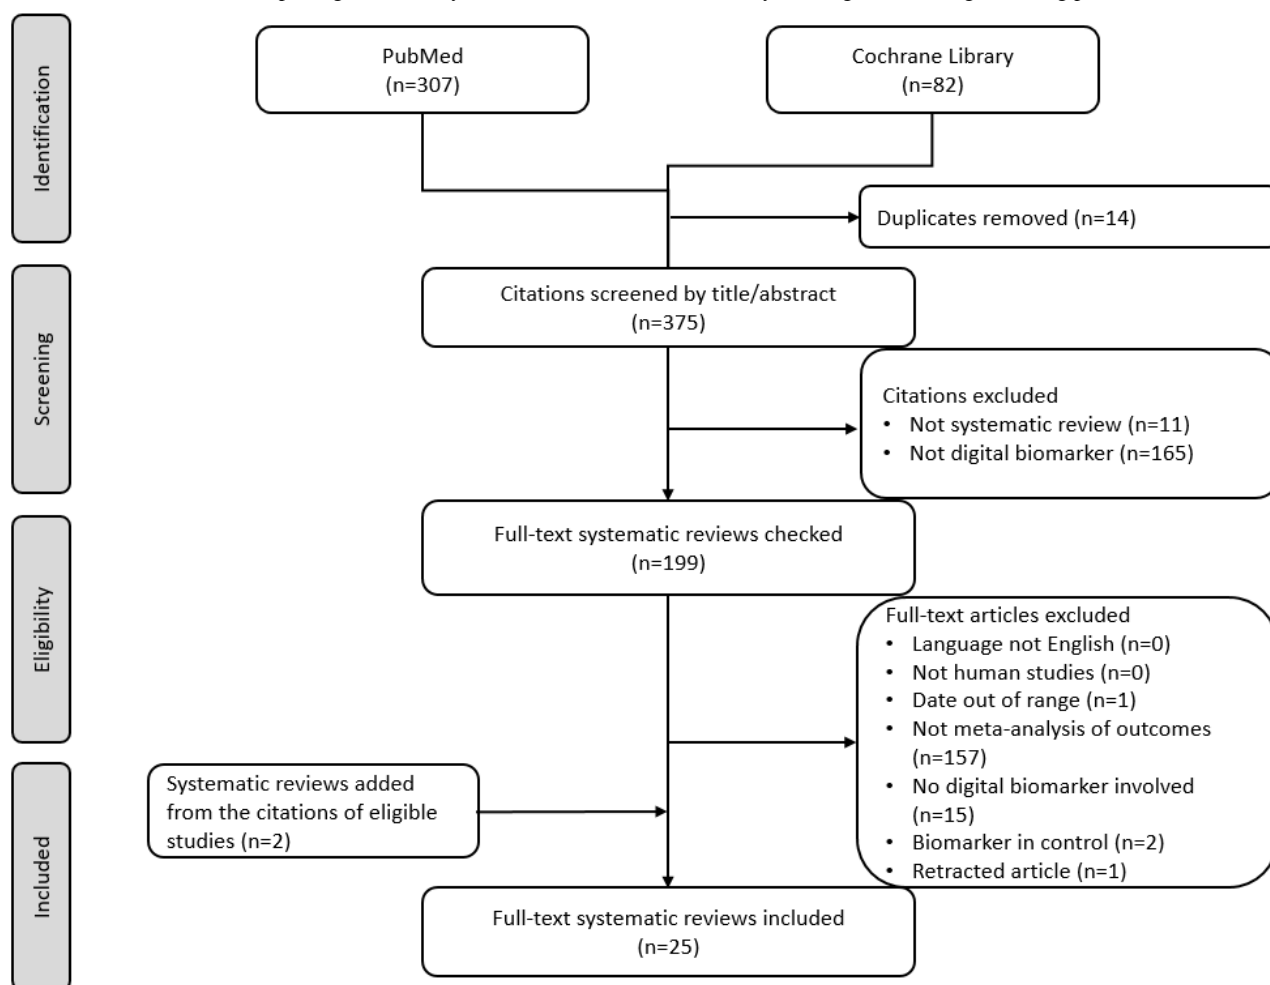 Identification
PubMed
(n=307)
Cochrane Library
(n=82)
Duplicates removed (n=14)
Screening
Citations screened by title/abstract
(n=375)
Citations excluded
• Not systematic review (n=11)
• Not digital biomarker (n=165)
Eligibility
Full-text systematic reviews checked
(n=199)
Full-text articles excluded
• Language not English (n=0)
• Not human studies (n=0)
• Date out of range (n=1)
• Not meta-analysis of outcomes
(n=157)
• No digital biomarker involved
(n=15)
• Biomarker in control (n=2)
• Retracted article (n=1)
Included
Systematic reviews added
from the citations of eligible
studies (n=2)
Full-text systematic reviews included
(n=25)